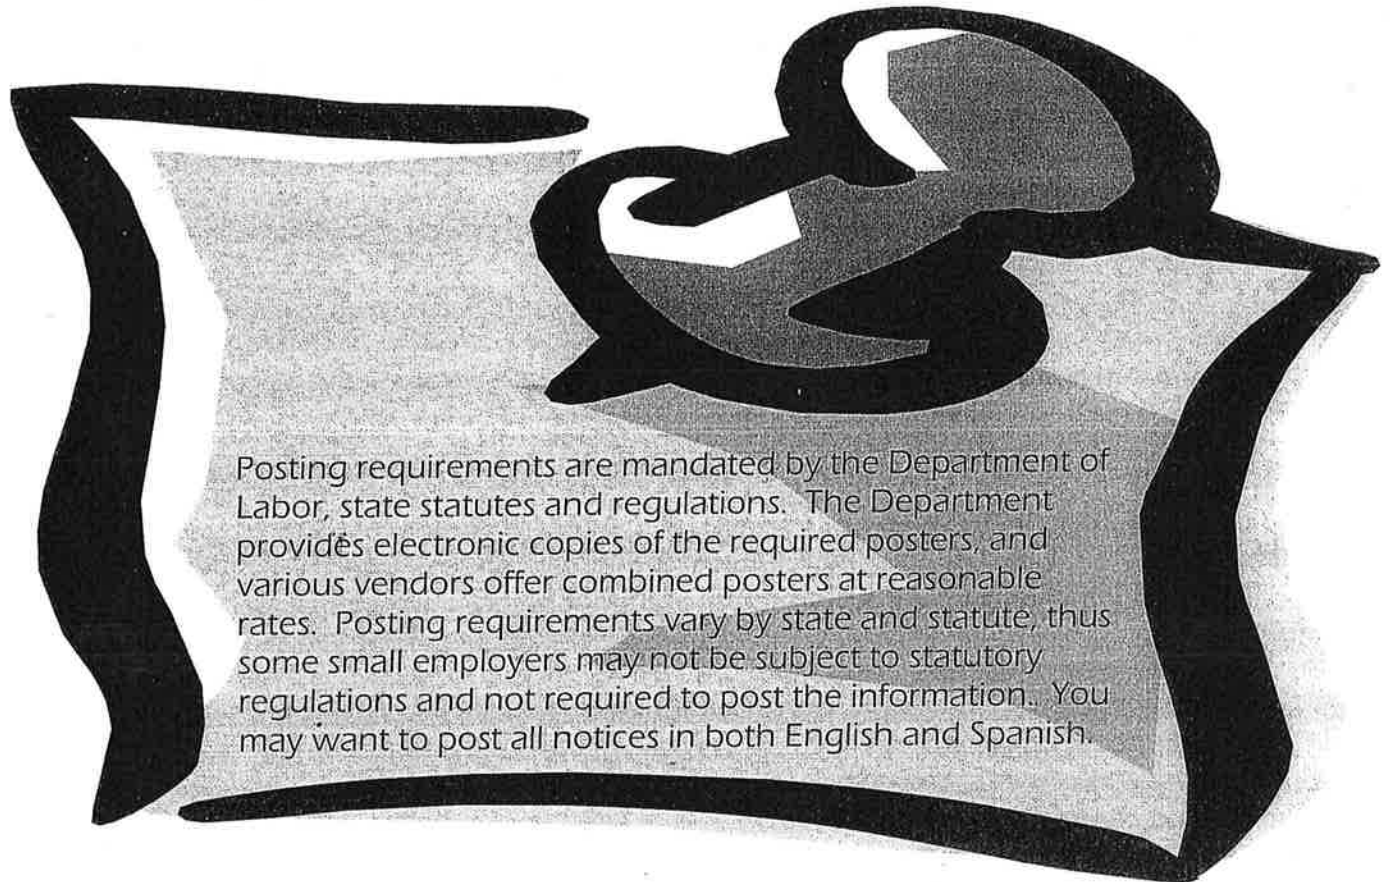 Posting requirements are mandated by the Department of
Labor, state statutes and regulations. The Department
provides electronic copies of the required posters, and
various vendors offer combined posters at reasonable
rates. Posting requirements vary by state and statute, thus
some small employers may not be subject to statutory
regulations and not required to post the information. You
may want to post all notices in both English and Spanish.